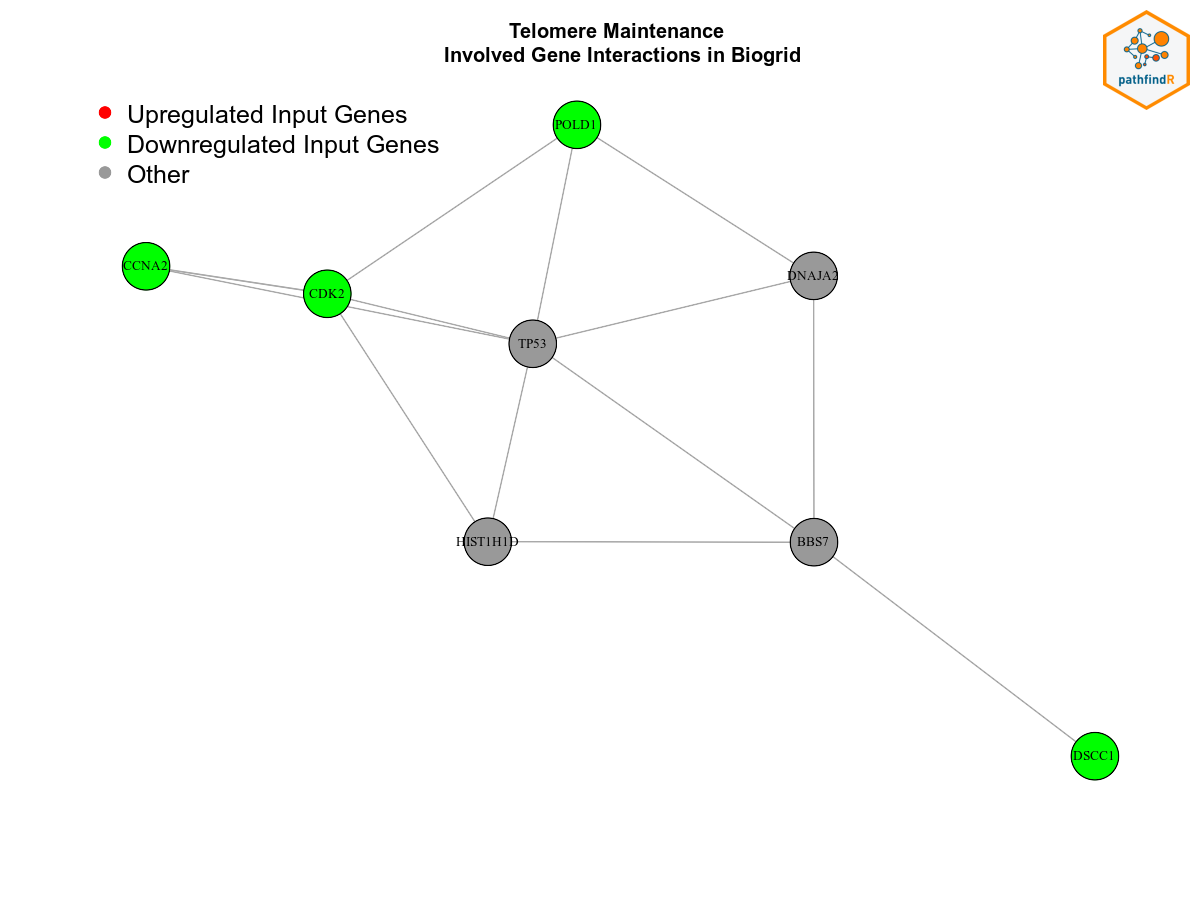 Telomere Maintenance
Involved Gene Interactions in Biogrid
pathfindR
Upregulated Input Genes
Downregulated Input Genes
Other
POLD1
CCNA2
CDK2
DNAJA2
TP53
HIST1H1D
BBS7
DSCC1